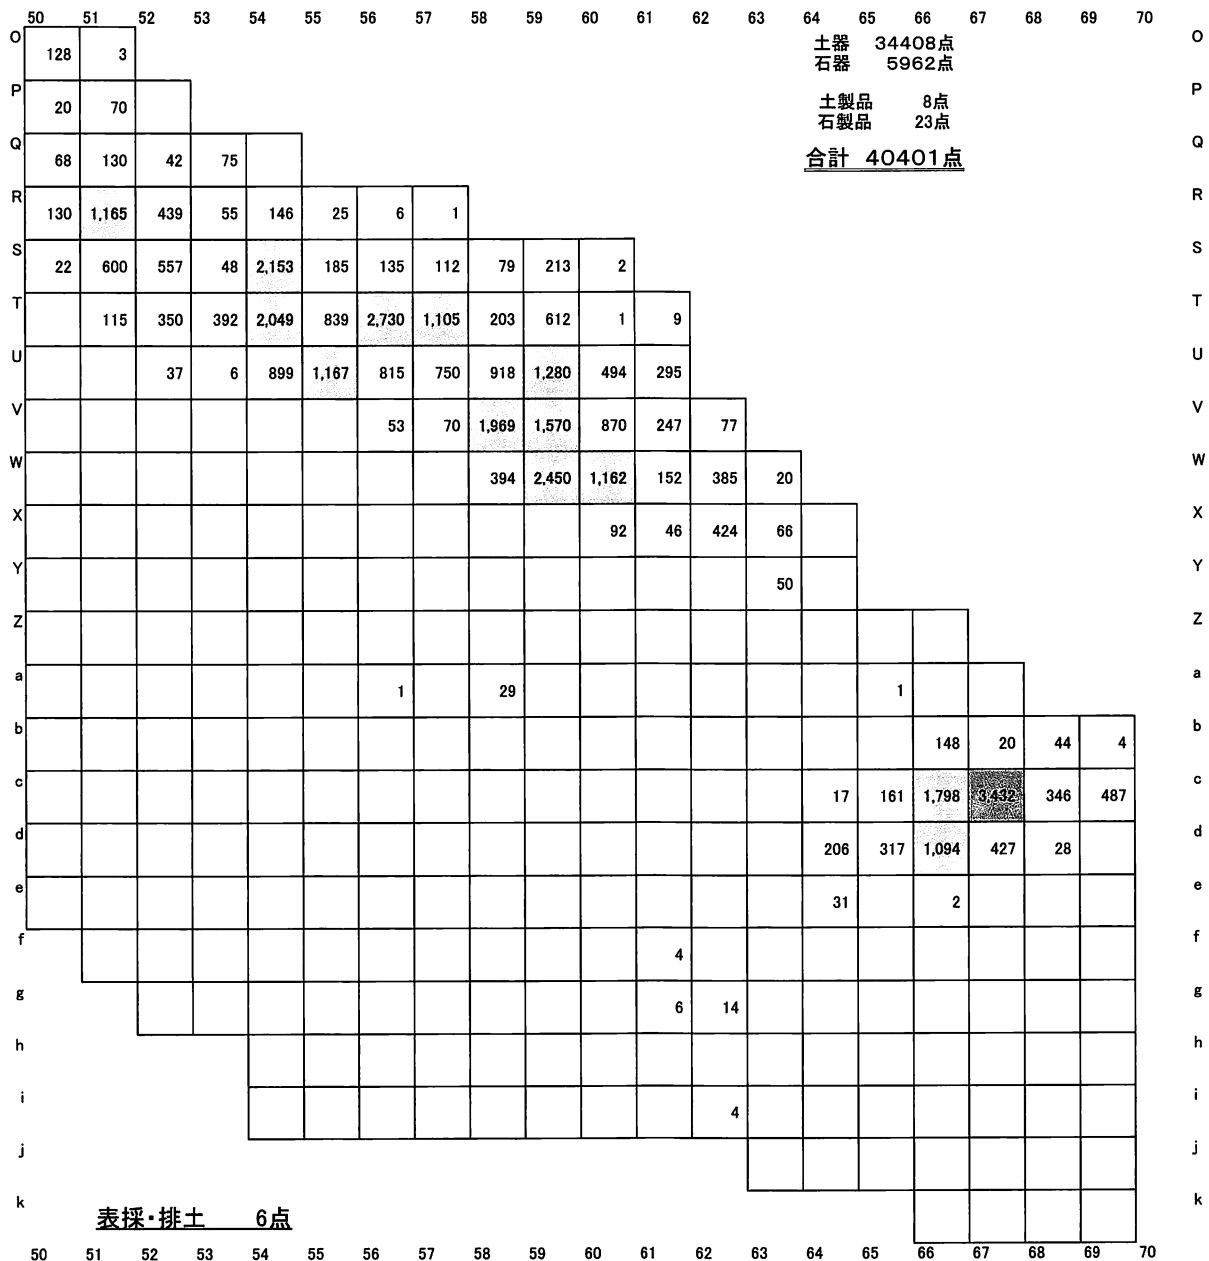 50 51 52 53 54 55 56 57 58 59 60 61 62 63 64 65 66 67 68 69 70
土器 34408点
石器 5962点
土製品 8点
石製品 23点
合計 40401点
O 128 3 O
P 20 70 P
Q 68 130 42 75 Q
R 130 1,165 439 55 146 25 6 1 R
S 22 600 557 48 2,153 185 135 112 79 213 2 S
T 115 350 392 2,049 839 2,730 1,105 203 612 1 9 T
U 37 6 899 1,167 815 750 918 1,280 494 295 U
V 53 70 1,969 1,570 870 247 77 V
W 394 2,450 1,162 152 385 20 W
X 92 46 424 66 X
Y 50 Y
Z Z
a 1 29 1 a
b 148 20 44 4 b
c 17 161 1,798 3,432 346 487 c
d 206 317 1,094 427 28 d
e 31 2 e
f 4 f
g 6 14 g
h h
i 4 i
j j
k k
表採・排土 6点
50 51 52 53 54 55 56 57 58 59 60 61 62 63 64 65 66 67 68 69 70